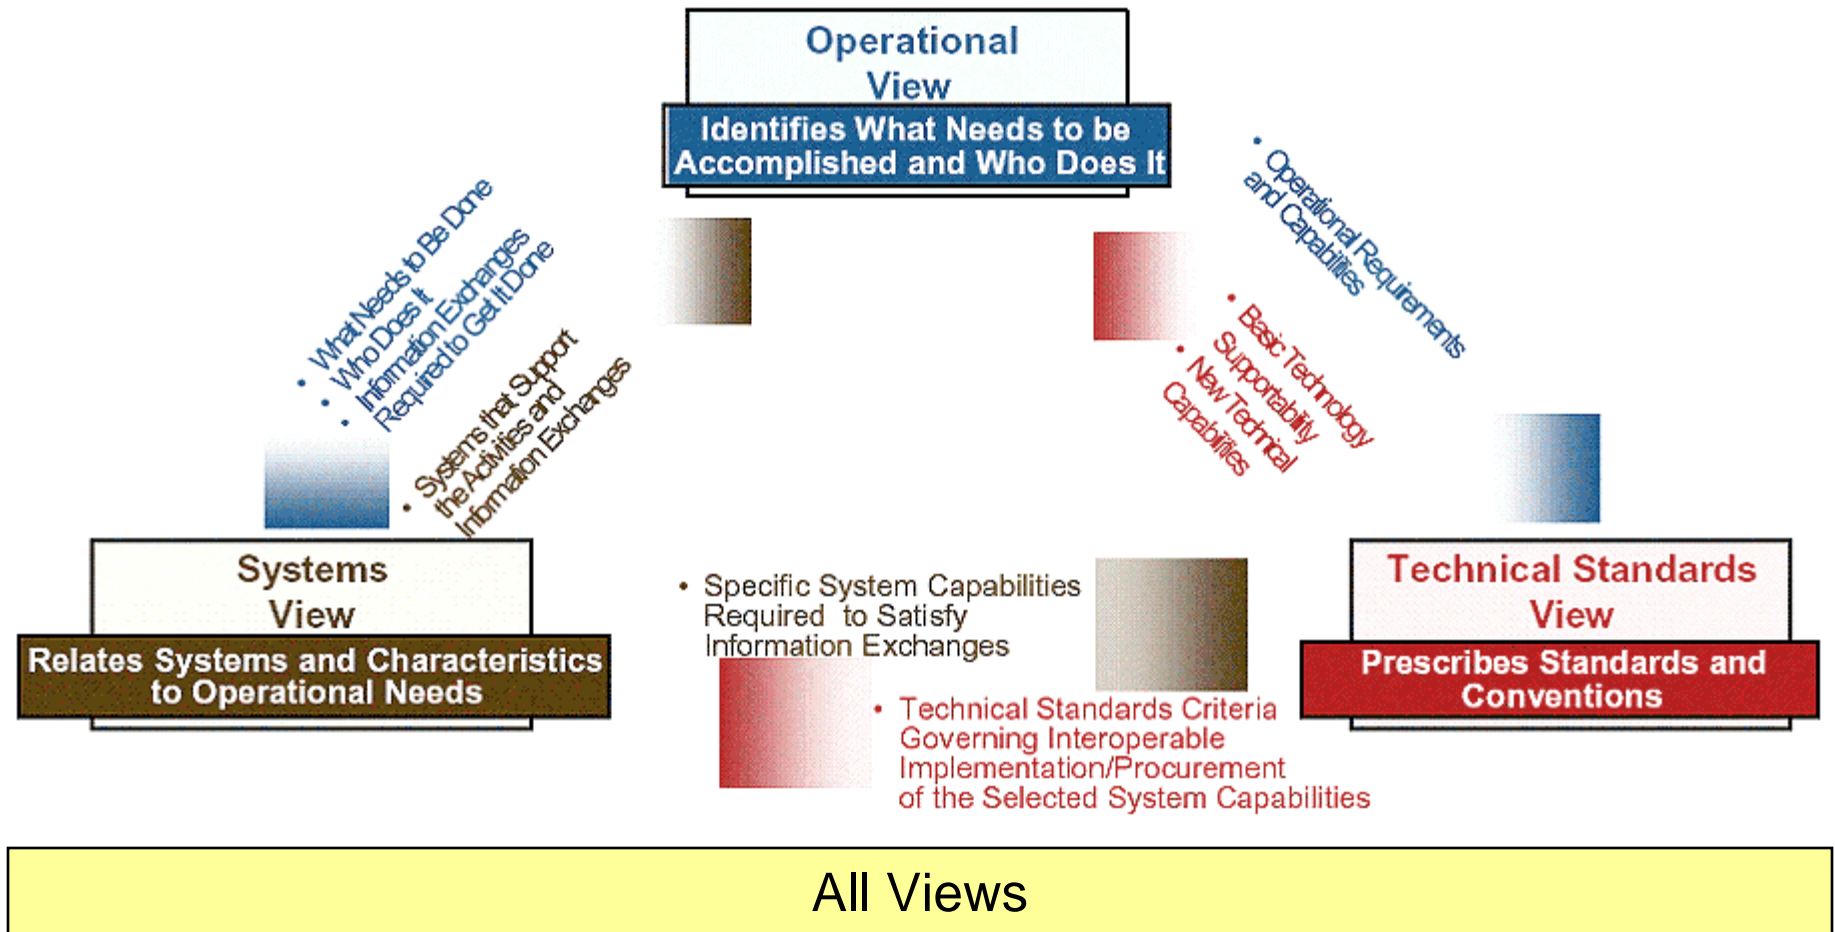 Operational
View
Identifies What Needs to be
Accomplished and Who Does It
• What Needs to Be Done
• Who Does It
• Information Exchanges
Required to Get It Done
• Systems that Support
the Activities and
Information Exchanges
• Operational Requirements
and Capabilities
• Basic Technology
Supportability
• New Technical
Capabilities
Systems
View
Relates Systems and Characteristics
to Operational Needs
• Specific System Capabilities
Required to Satisfy
Information Exchanges
• Technical Standards Criteria
Governing Interoperable
Implementation/Procurement
of the Selected System Capabilities
Technical Standards
View
Prescribes Standards and
Conventions
All Views